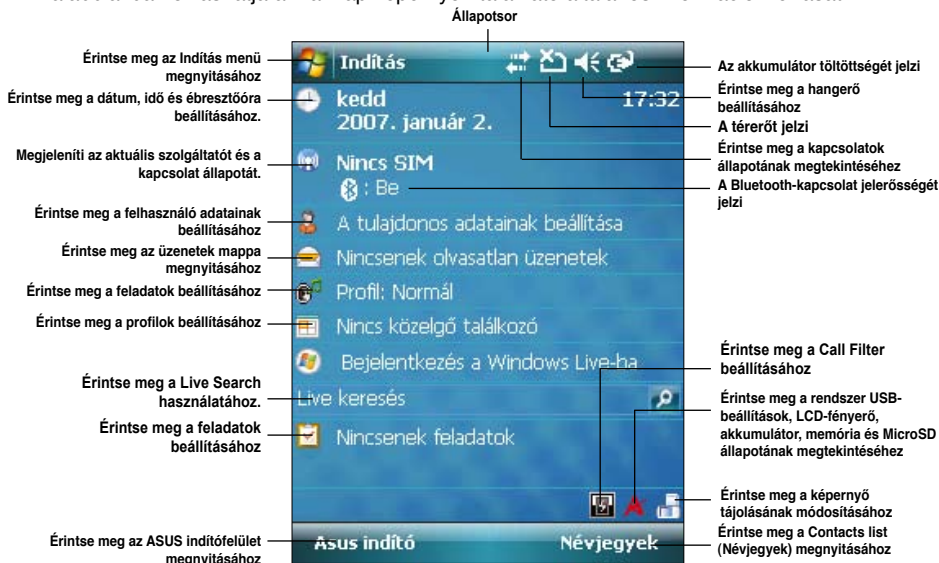 Állapotsor
Érintse meg az Indítás menü
megnyitásához
Érintse meg a dátum, idő és ébresztőóra
beállításához.
Megjeleníti az aktuális szolgáltatót és a
kapcsolat állapotát.
Érintse meg a felhasználó adatainak
beállításához
Érintse meg az üzenetek mappa
megnyitásához
Érintse meg a feladatok beállításához
Érintse meg a profilok beállításához
Érintse meg a Live Search
használatához.
Érintse meg a feladatok
beállításához
Érintse meg az ASUS indítófelület
megnyitásához
Indítás
kedd
17:32
2007. január 2.
Nincs SIM
: Be
A tulajdonos adatainak beállítása
Nincsenek olvasatlan üzenetek
Profil: Normál
Nincs közelgő találkozó
Bejelentkezés a Windows Live-ba
Live keresés
Nincsenek feladatok
Asus indító
Névjegyek
Az akkumulátor töltöttségét jelzi
Érintse meg a hangerő
beállításához
A térerőt jelzi
Érintse meg a kapcsolatok
állapotának megtekintéséhez
A Bluetooth-kapcsolat jelerősségét
jelzi
Érintse meg a Call Filter
beállításához
Érintse meg a rendszer USB-
beállítások, LCD-fényerő,
akkumulátor, memória és MicroSD
állapotának megtekintéséhez
Érintse meg a képernyő
tájolásának módosításához
Érintse meg a Contacts list
(Névjegyek) megnyitásához